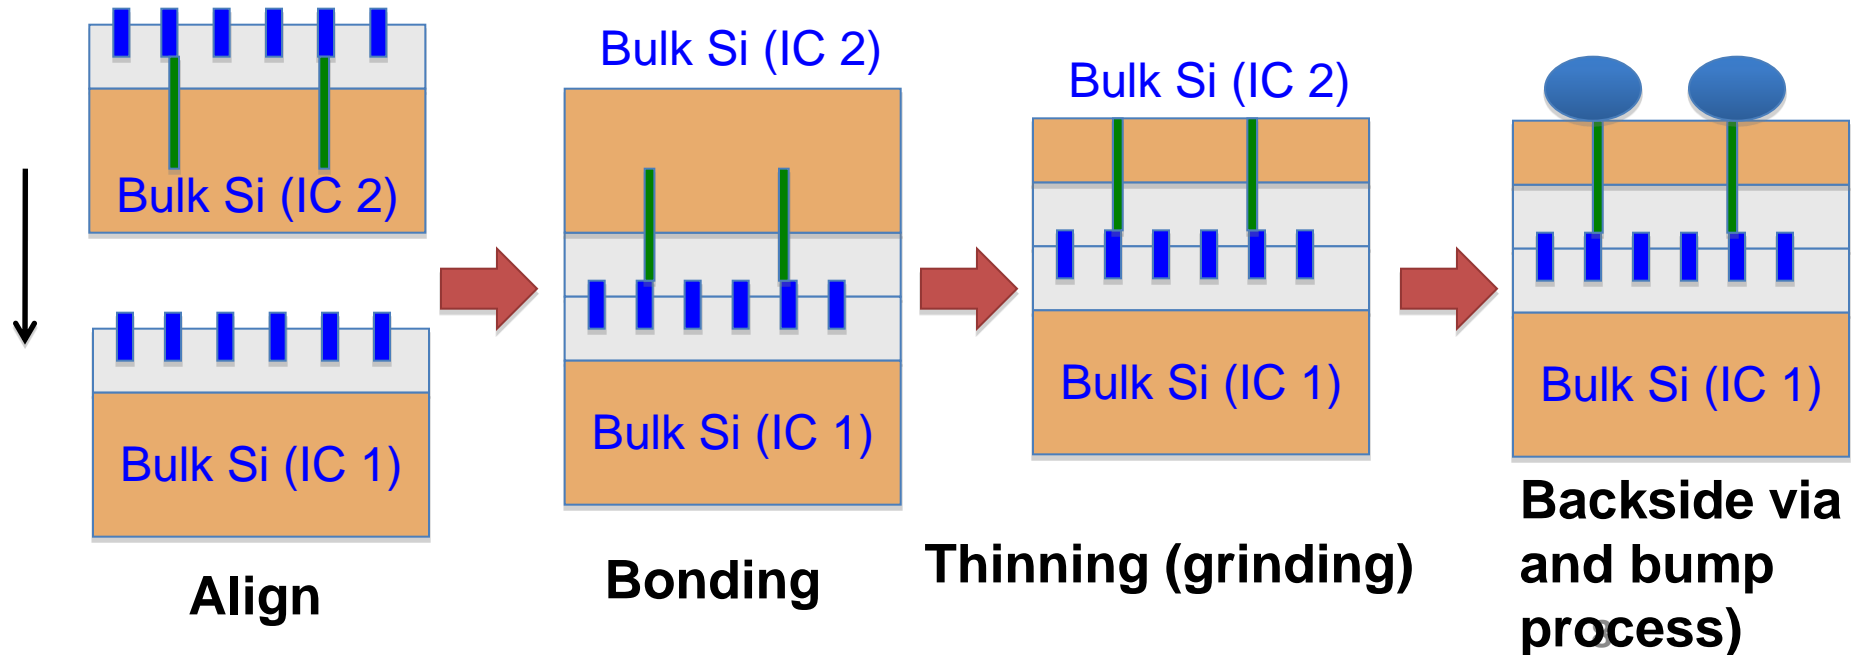 Bulk Si (IC 2)
Bulk Si (IC 1)
Align
Bulk Si (IC 2)
Bulk Si (IC 1)
Bonding
Bulk Si (IC 2)
Bulk Si (IC 1)
Thinning (grinding)
Bulk Si (IC 1)
Backside via
and bump
process)